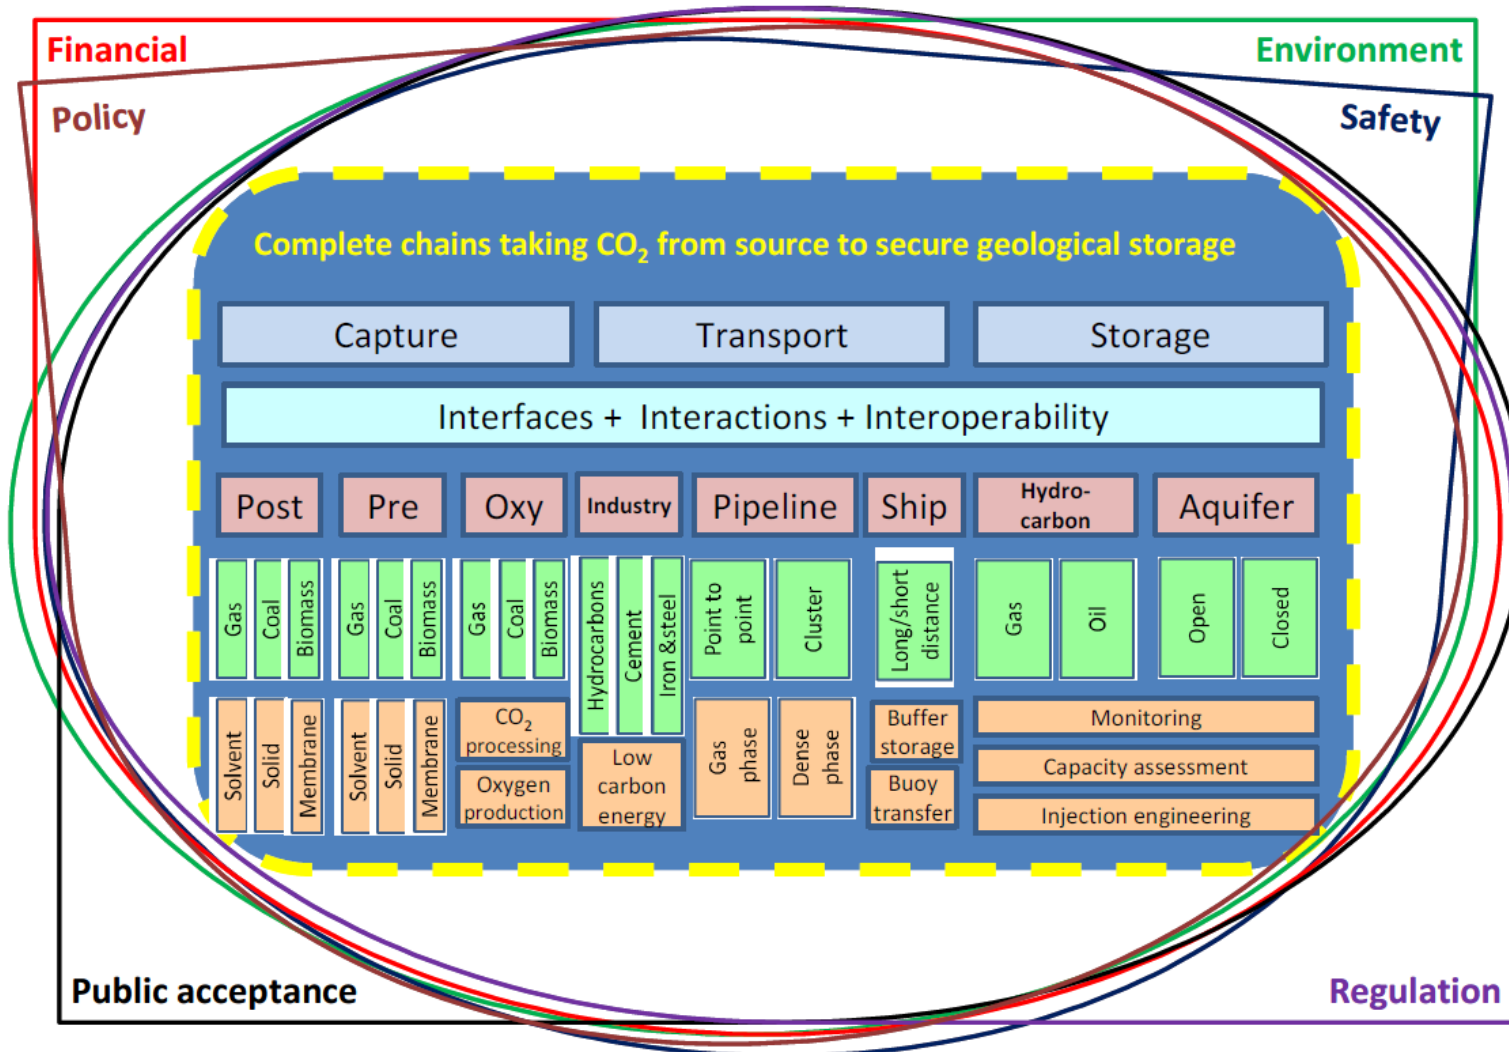 Financial
Environment
Policy
Safety
Complete chains taking CO₂ from source to secure geological storage
Capture
Transport
Storage
Interfaces + Interactions + Interoperability
Post
Pre
Oxy
Industry
Pipeline
Ship
Hydro-
carbon
Aquifer
Gas
Coal
Biomass
Gas
Coal
Biomass
Gas
Coal
Biomass
Hydrocarbons
Cement
Iron &steel
Point to
point
Cluster
Long/short
distance
Gas
Oil
Open
Closed
Solvent
Solid
Membrane
Solvent
Solid
Membrane
CO₂
processing
Oxygen
production
Low
carbon
energy
Gas
phase
Dense
phase
Buffer
storage
Buoy
transfer
Monitoring
Capacity assessment
Injection engineering
Public acceptance
Regulation